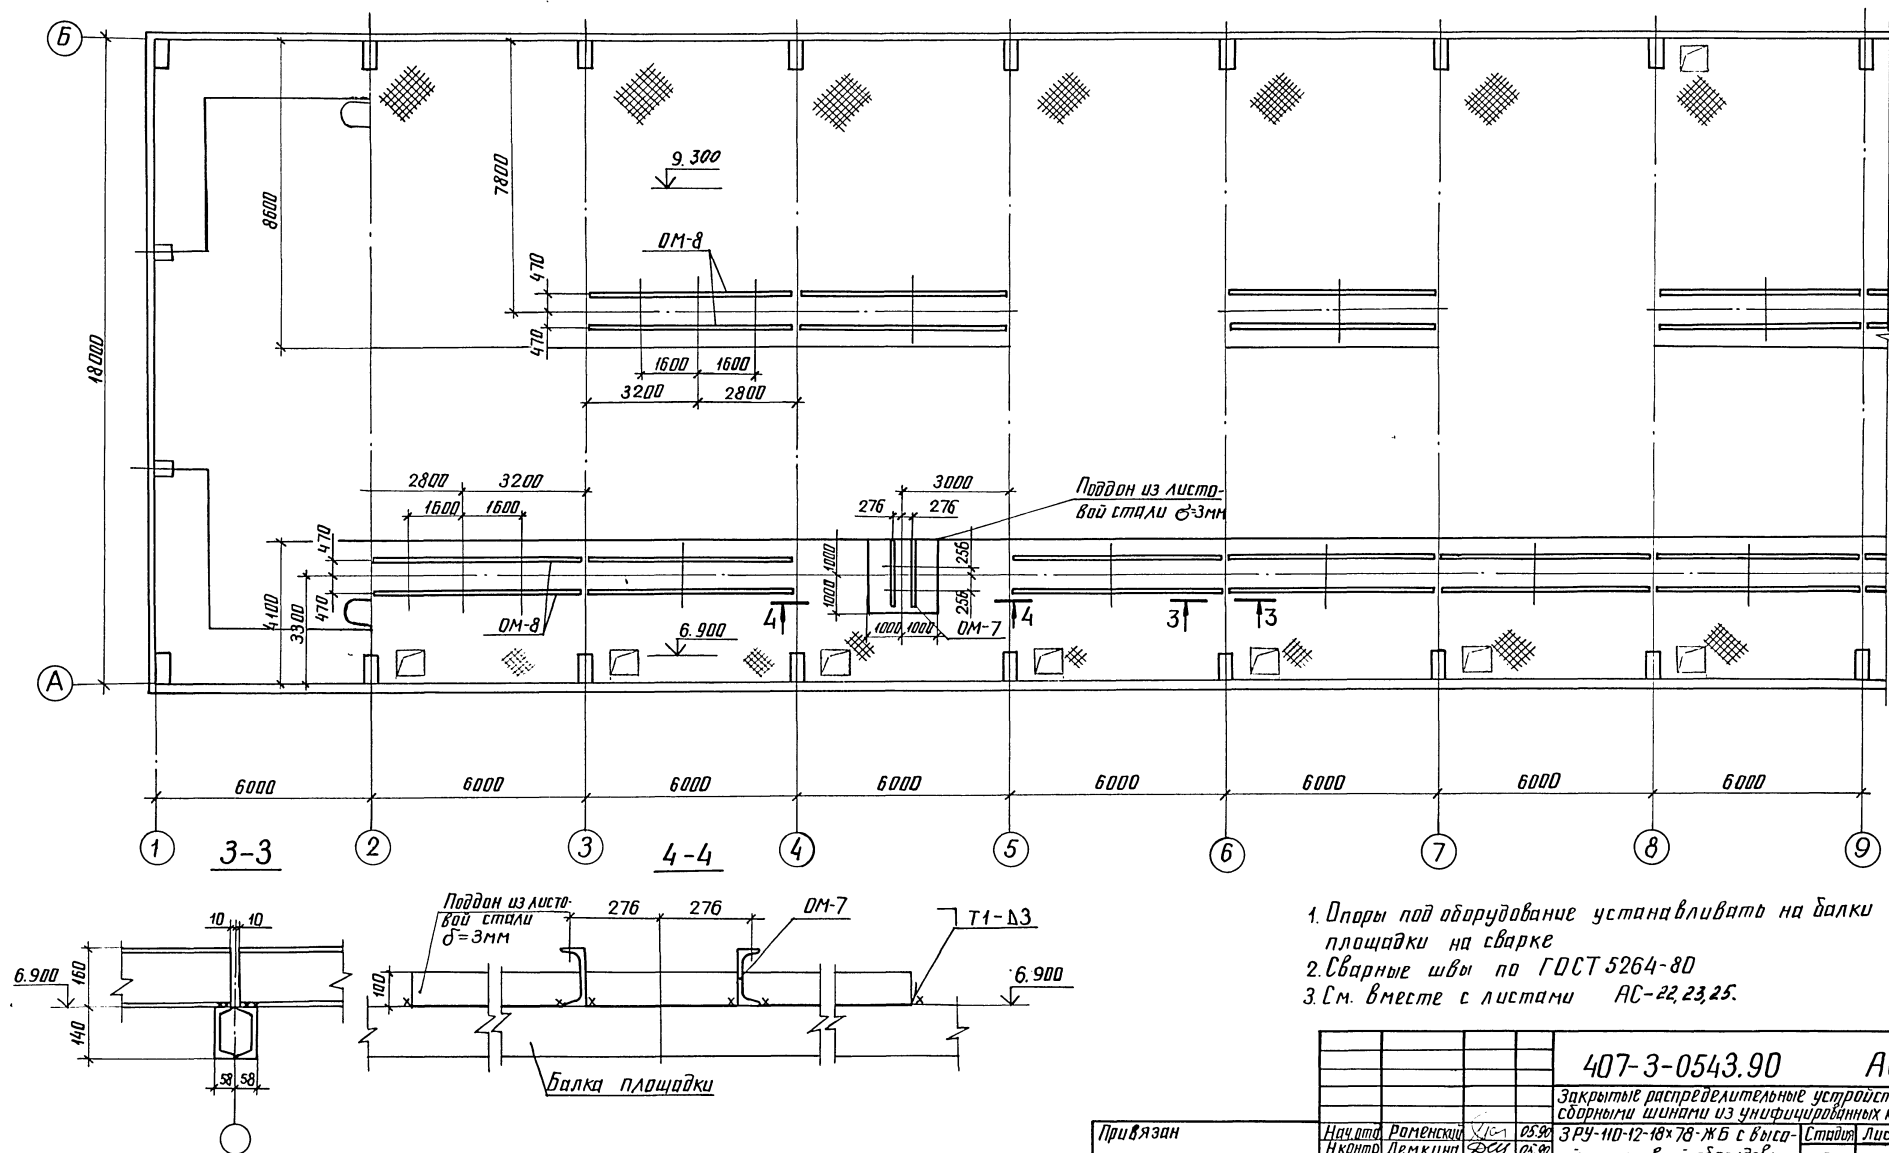 Б
18000
8600
7800
9.300
ОМ-8
470
470
1600 1600
3200 2800
2800 3200
1600 1600
3000
276 276
Поддон из листо-
вой стали δ=3мм
470
470
4100
3300
1000
1000
256
256
1000 1000
ОМ-8
6.900
ОМ-7
4 4
3 3
А
6000 6000 6000 6000 6000 6000 6000 6000
1 2 3 4 5 6 7 8 9
3-3
10 10
6.900
160
140
58 58
4-4
Поддон из листо-
вой стали
δ=3мм
276 276
ОМ-7
Т1-Δ3
100
6.900
Балка площадки
1. Опоры под оборудование устанавливать на балки
площадки на сварке
2. Сварные швы по ГОСТ 5264-80
3. См. вместе с листами АС-22,23,25.
407-3-0543.90
Закрытые распределительные устройст
сборными шинами из унифицированных к
Привязан
Нач.отд Роменский 05.90
Н.контр Лемкина 05.90
ЗРУ-110-12-18х78-ЖБ с высо-
Стадия Лис